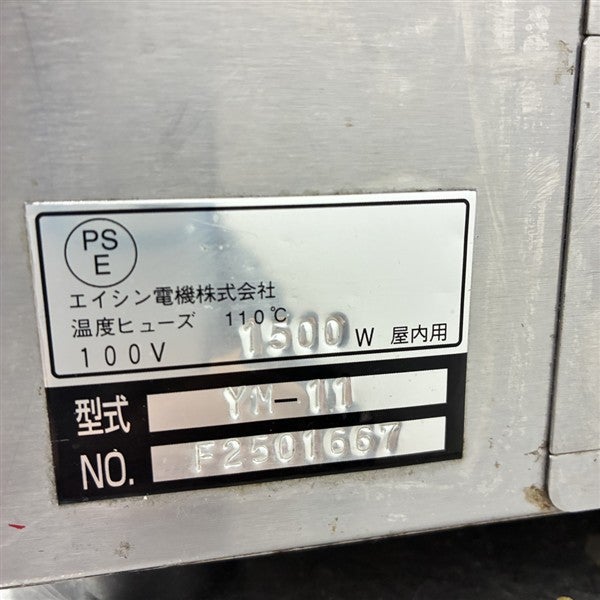 PS
E
エイシン電機株式会社
温度ヒューズ 110℃
100V 1500W 屋内用
型式 YM-11
NO. F2501667